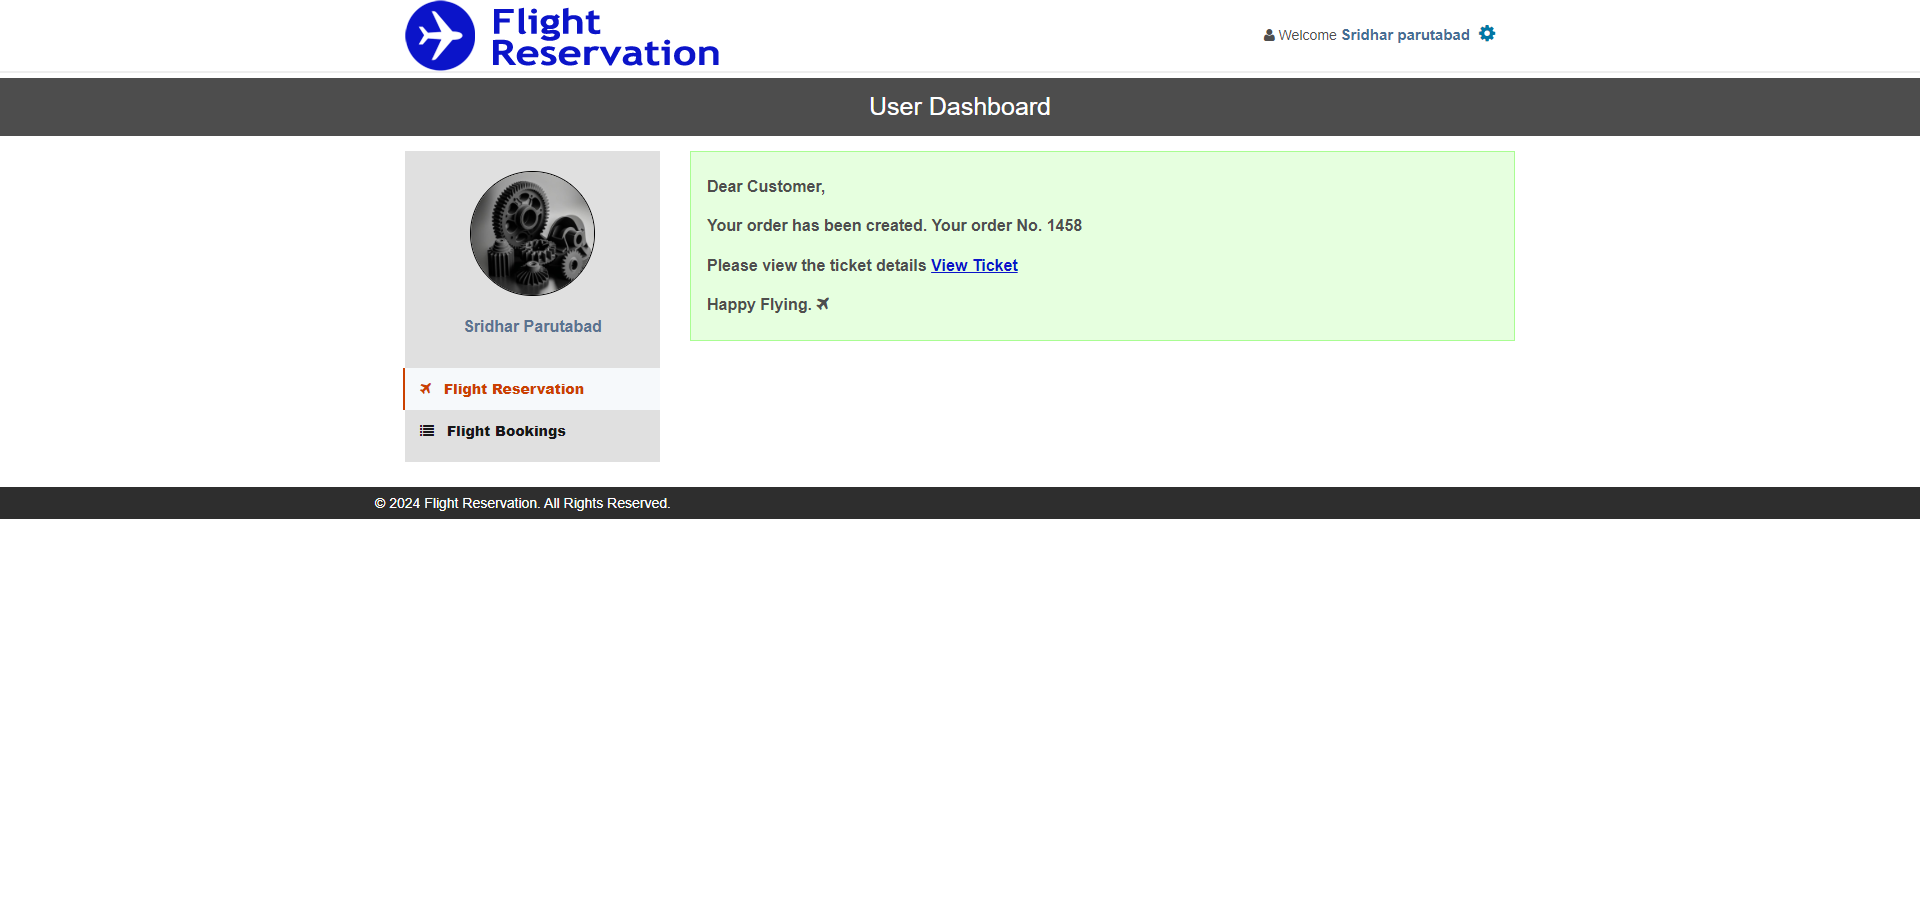 Flight
Reservation
Welcome Sridhar parutabad
User Dashboard
Sridhar Parutabad
Flight Reservation
Flight Bookings
Dear Customer,
Your order has been created. Your order No. 1458
Please view the ticket details View Ticket
Happy Flying.
© 2024 Flight Reservation. All Rights Reserved.